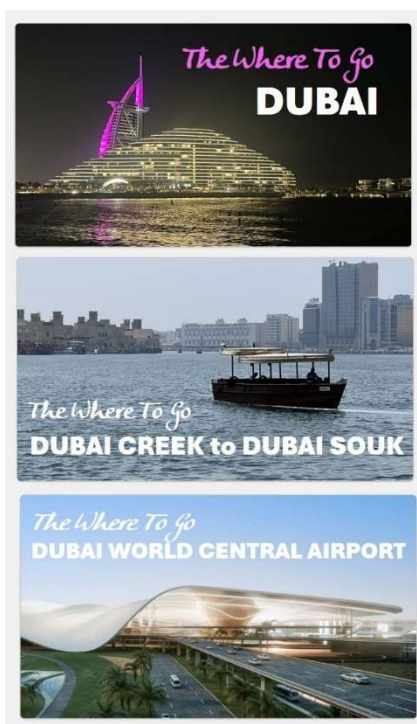 The Where To Go
DUBAI
The Where To Go
DUBAI CREEK to DUBAI SOUK
The Where To Go
DUBAI WORLD CENTRAL AIRPORT